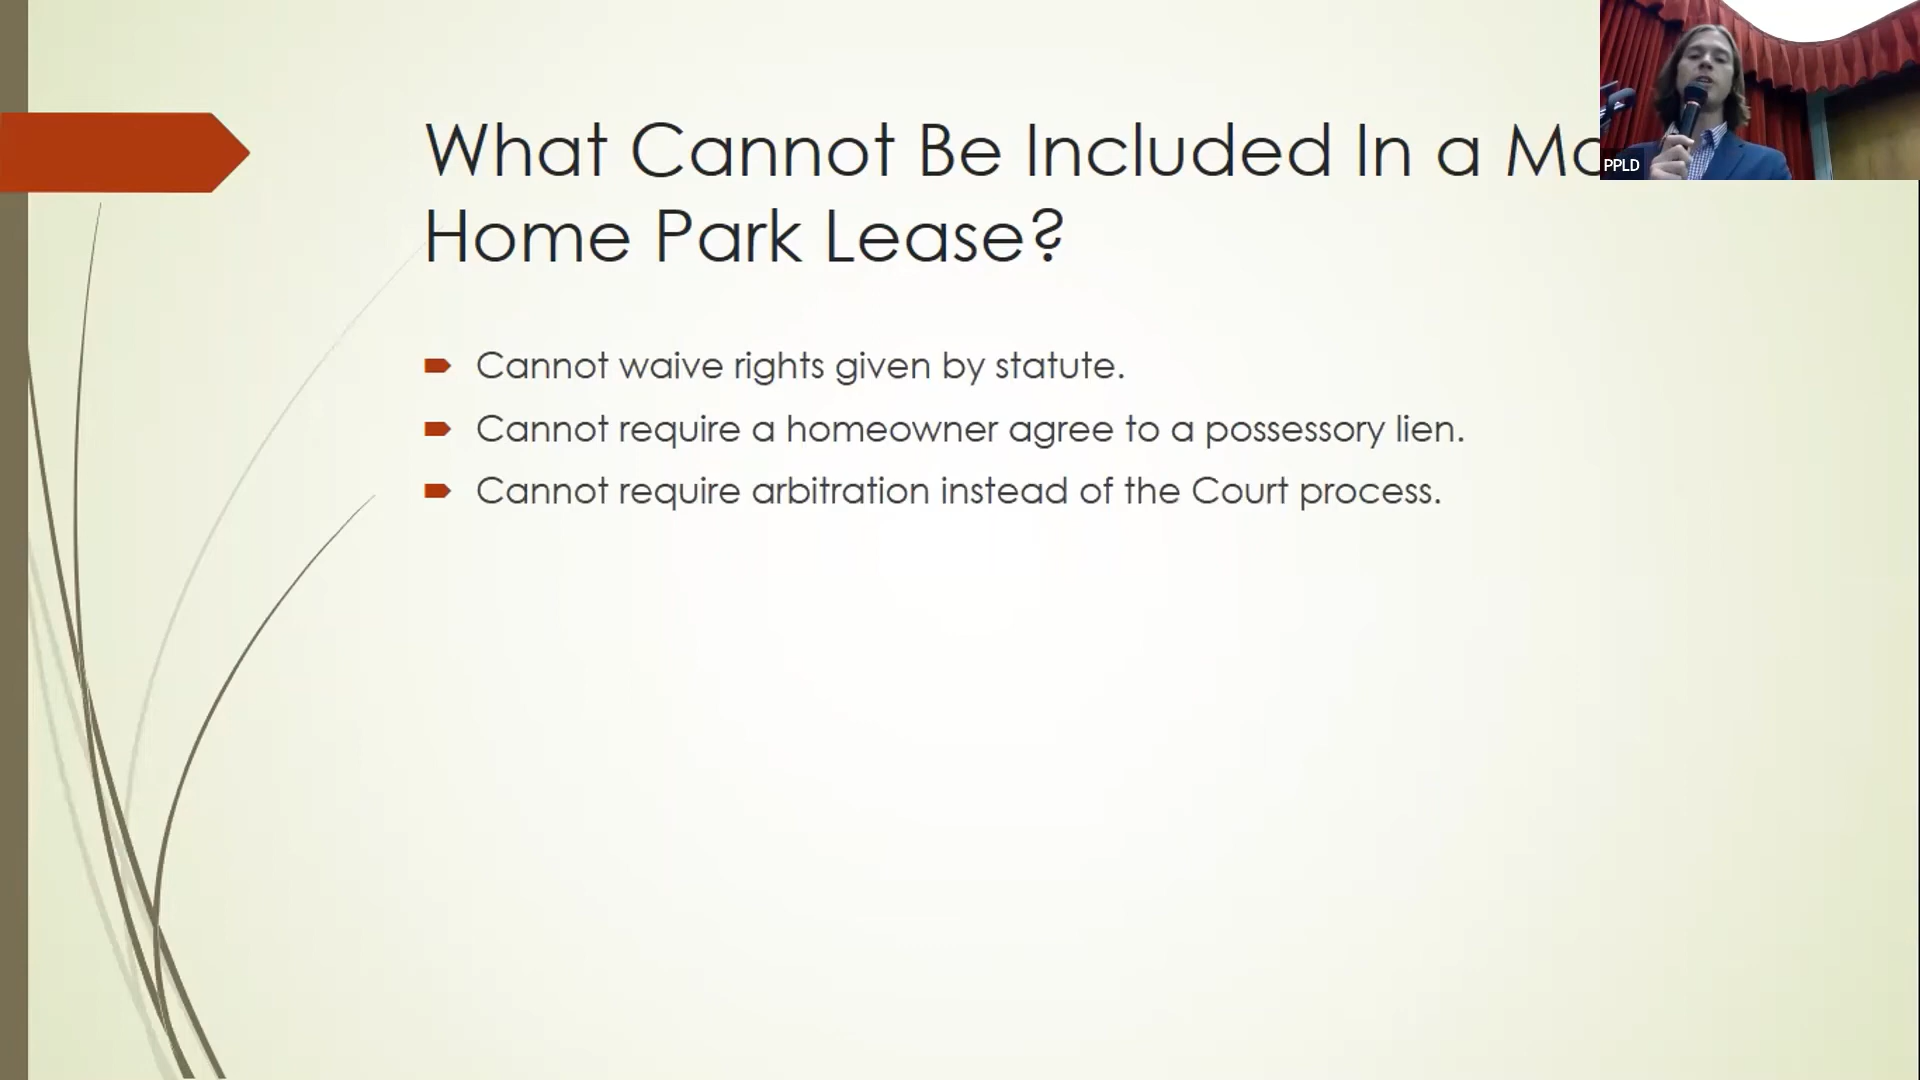 What Cannot Be Included In a
Home Park Lease?
Cannot waive rights given by statute.
Cannot require a homeowner agree to a possessory lien.
Cannot require arbitration instead of the Court process.
PPLD